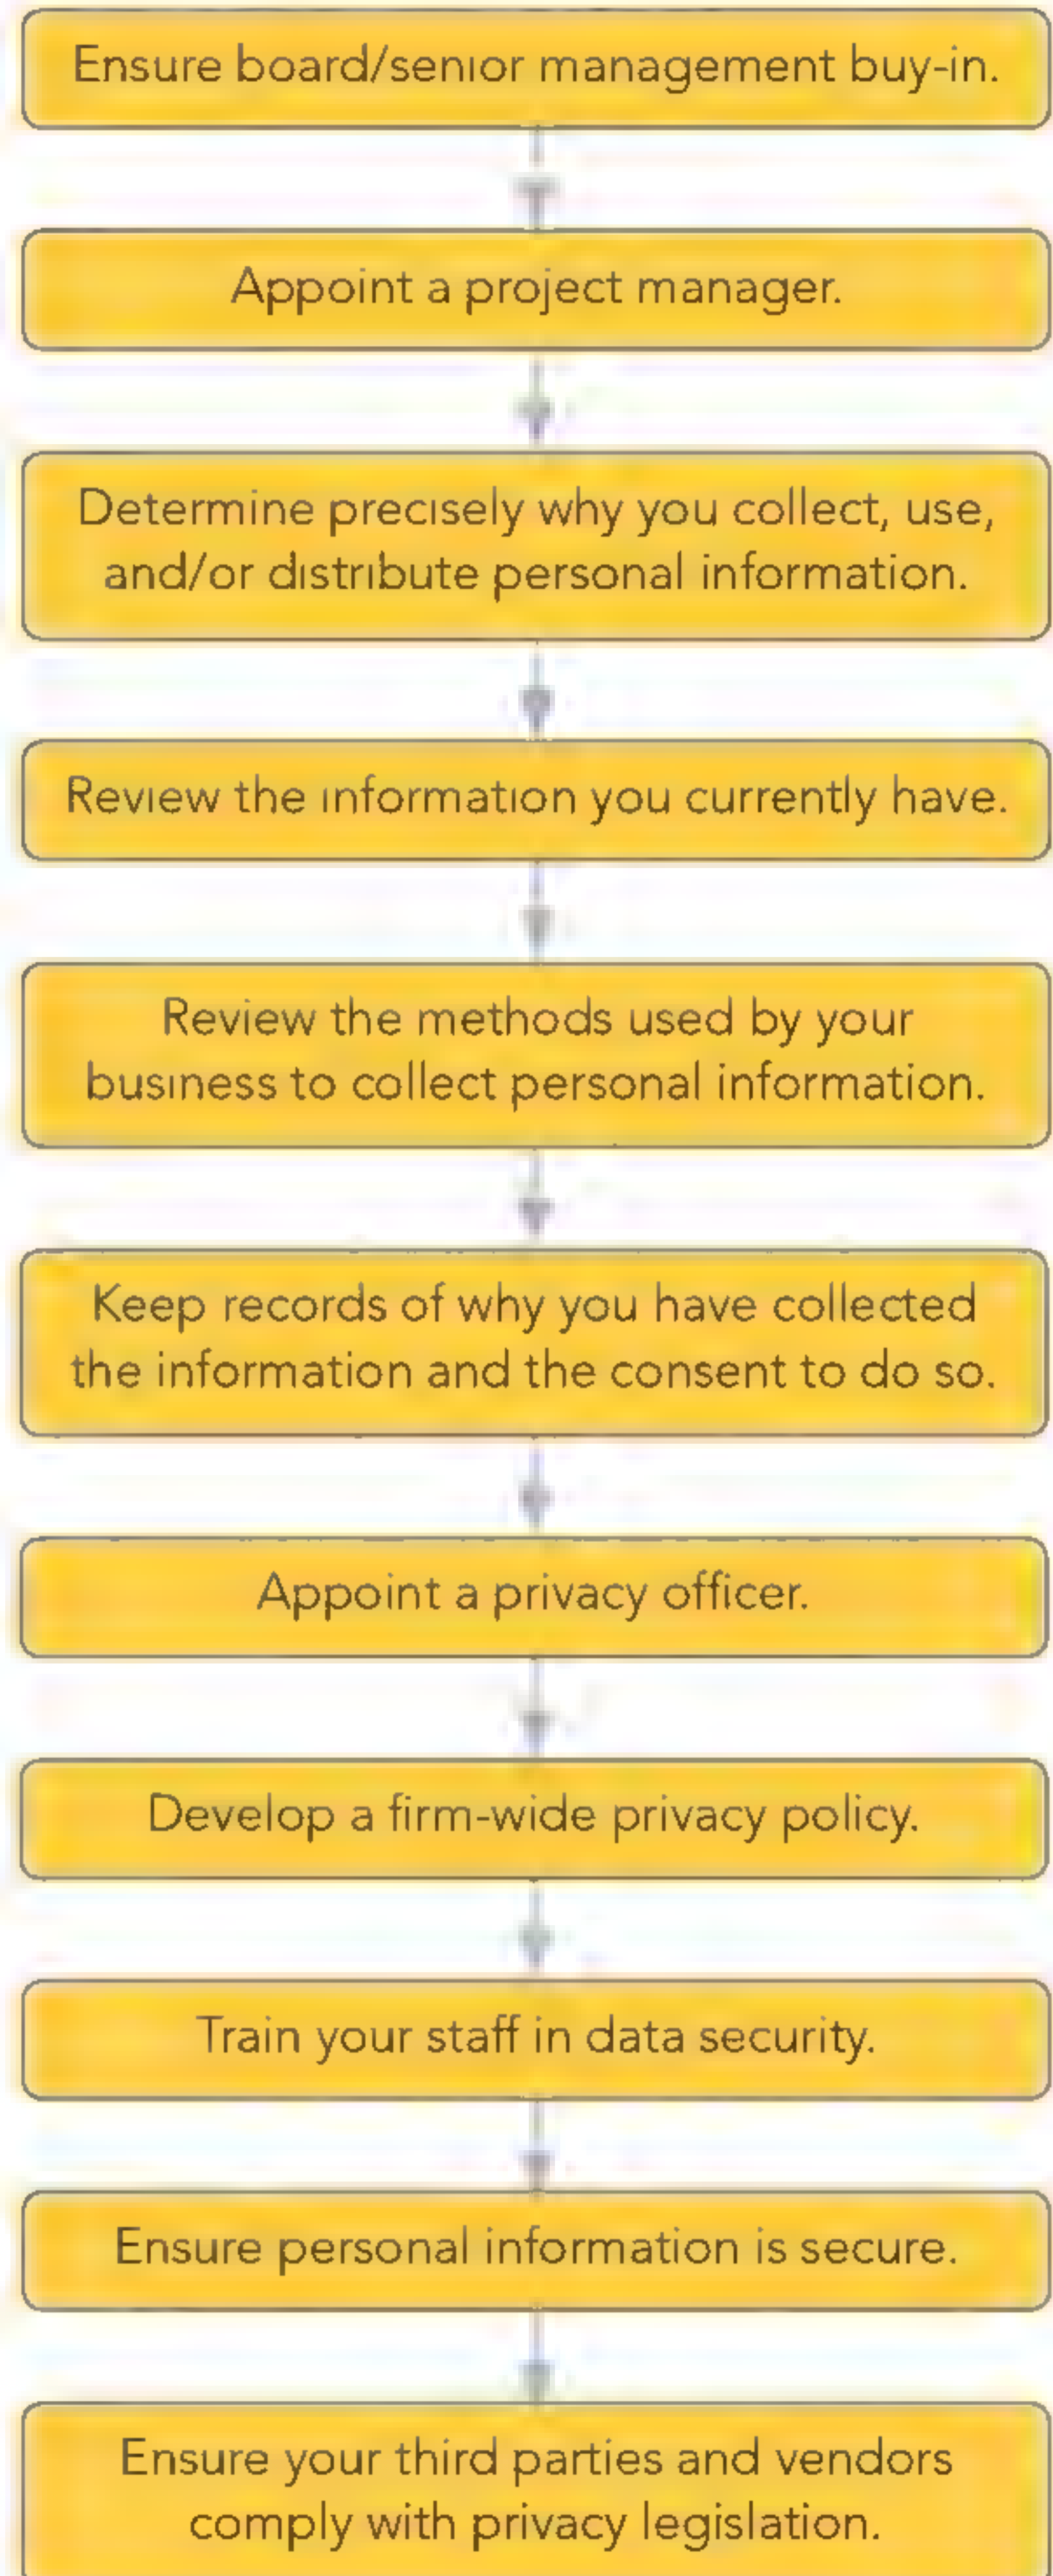 Ensure board/senior management buy-in.
Appoint a project manager.
Determine precisely why you collect, use,
and/or distribute personal information.
Review the information you currently have.
Review the methods used by your
business to collect personal information.
Keep records of why you have collected
the information and the consent to do so.
Appoint a privacy officer.
Develop a firm-wide privacy policy.
Train your staff in data security.
Ensure personal information is secure.
Ensure your third parties and vendors
comply with privacy legislation.